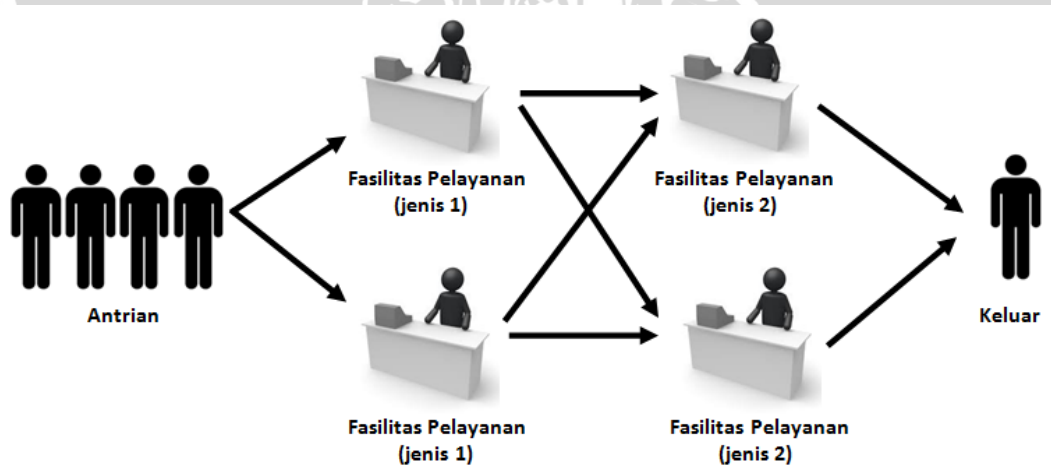 Fasilitas Pelayanan
(jenis 1)
Fasilitas Pelayanan
(jenis 2)
Antrian
Keluar
Fasilitas Pelayanan
(jenis 1)
Fasilitas Pelayanan
(jenis 2)